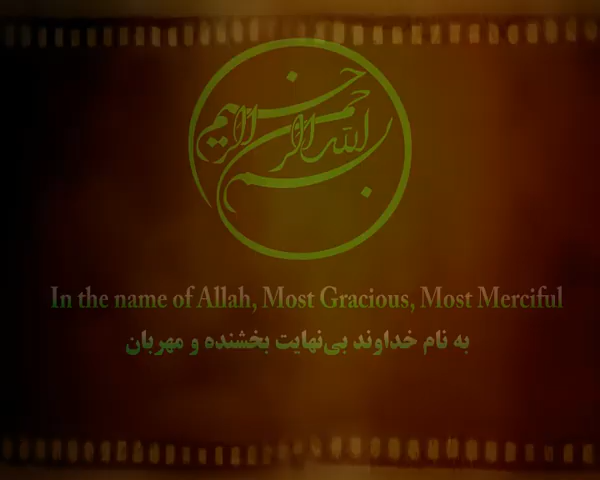 بسم الله الرحمن الرحیم
In the name of Allah, Most Gracious, Most Merciful
به نام خداوند بی‌نهایت بخشنده و مهربان